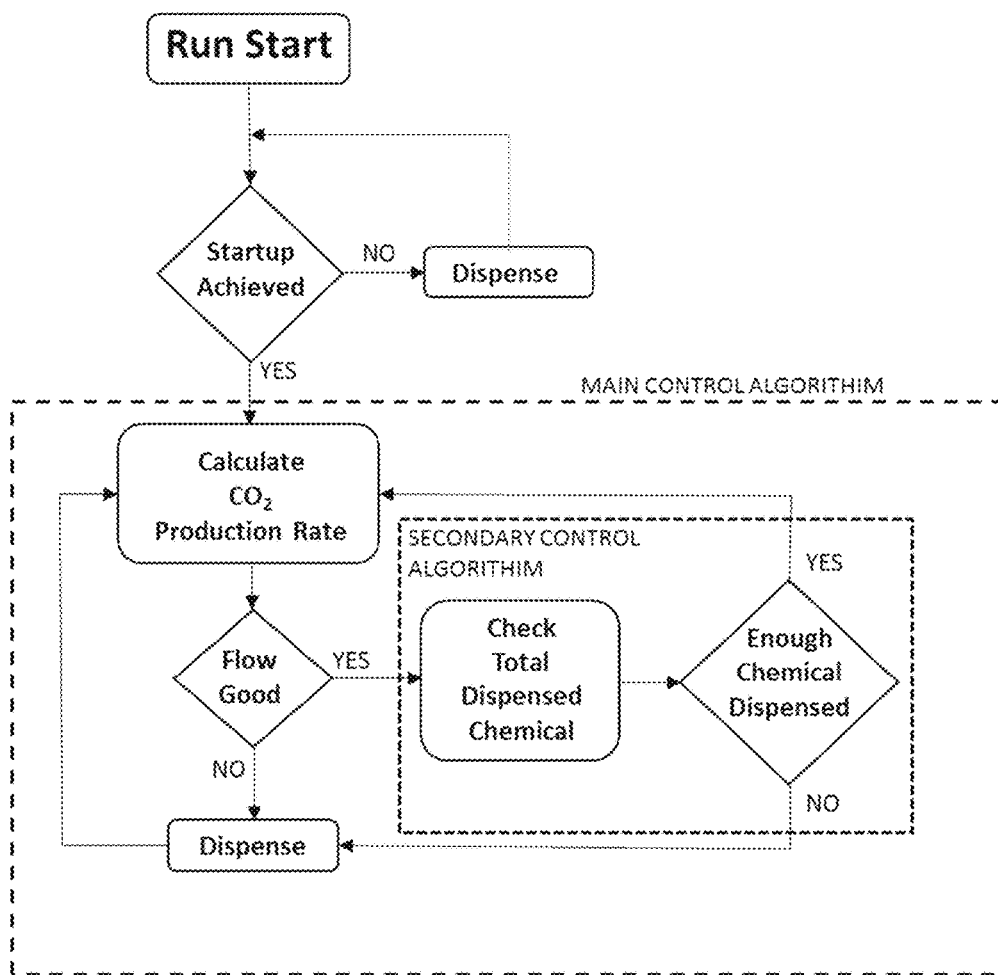 Run Start
Startup
Achieved
NO
Dispense
YES
MAIN CONTROL ALGORITHIM
Calculate
CO₂
Production Rate
SECONDARY CONTROL
ALGORITHIM
YES
Check
Total
Dispensed
Chemical
Enough
Chemical
Dispensed
Flow
Good
YES
NO
NO
Dispense